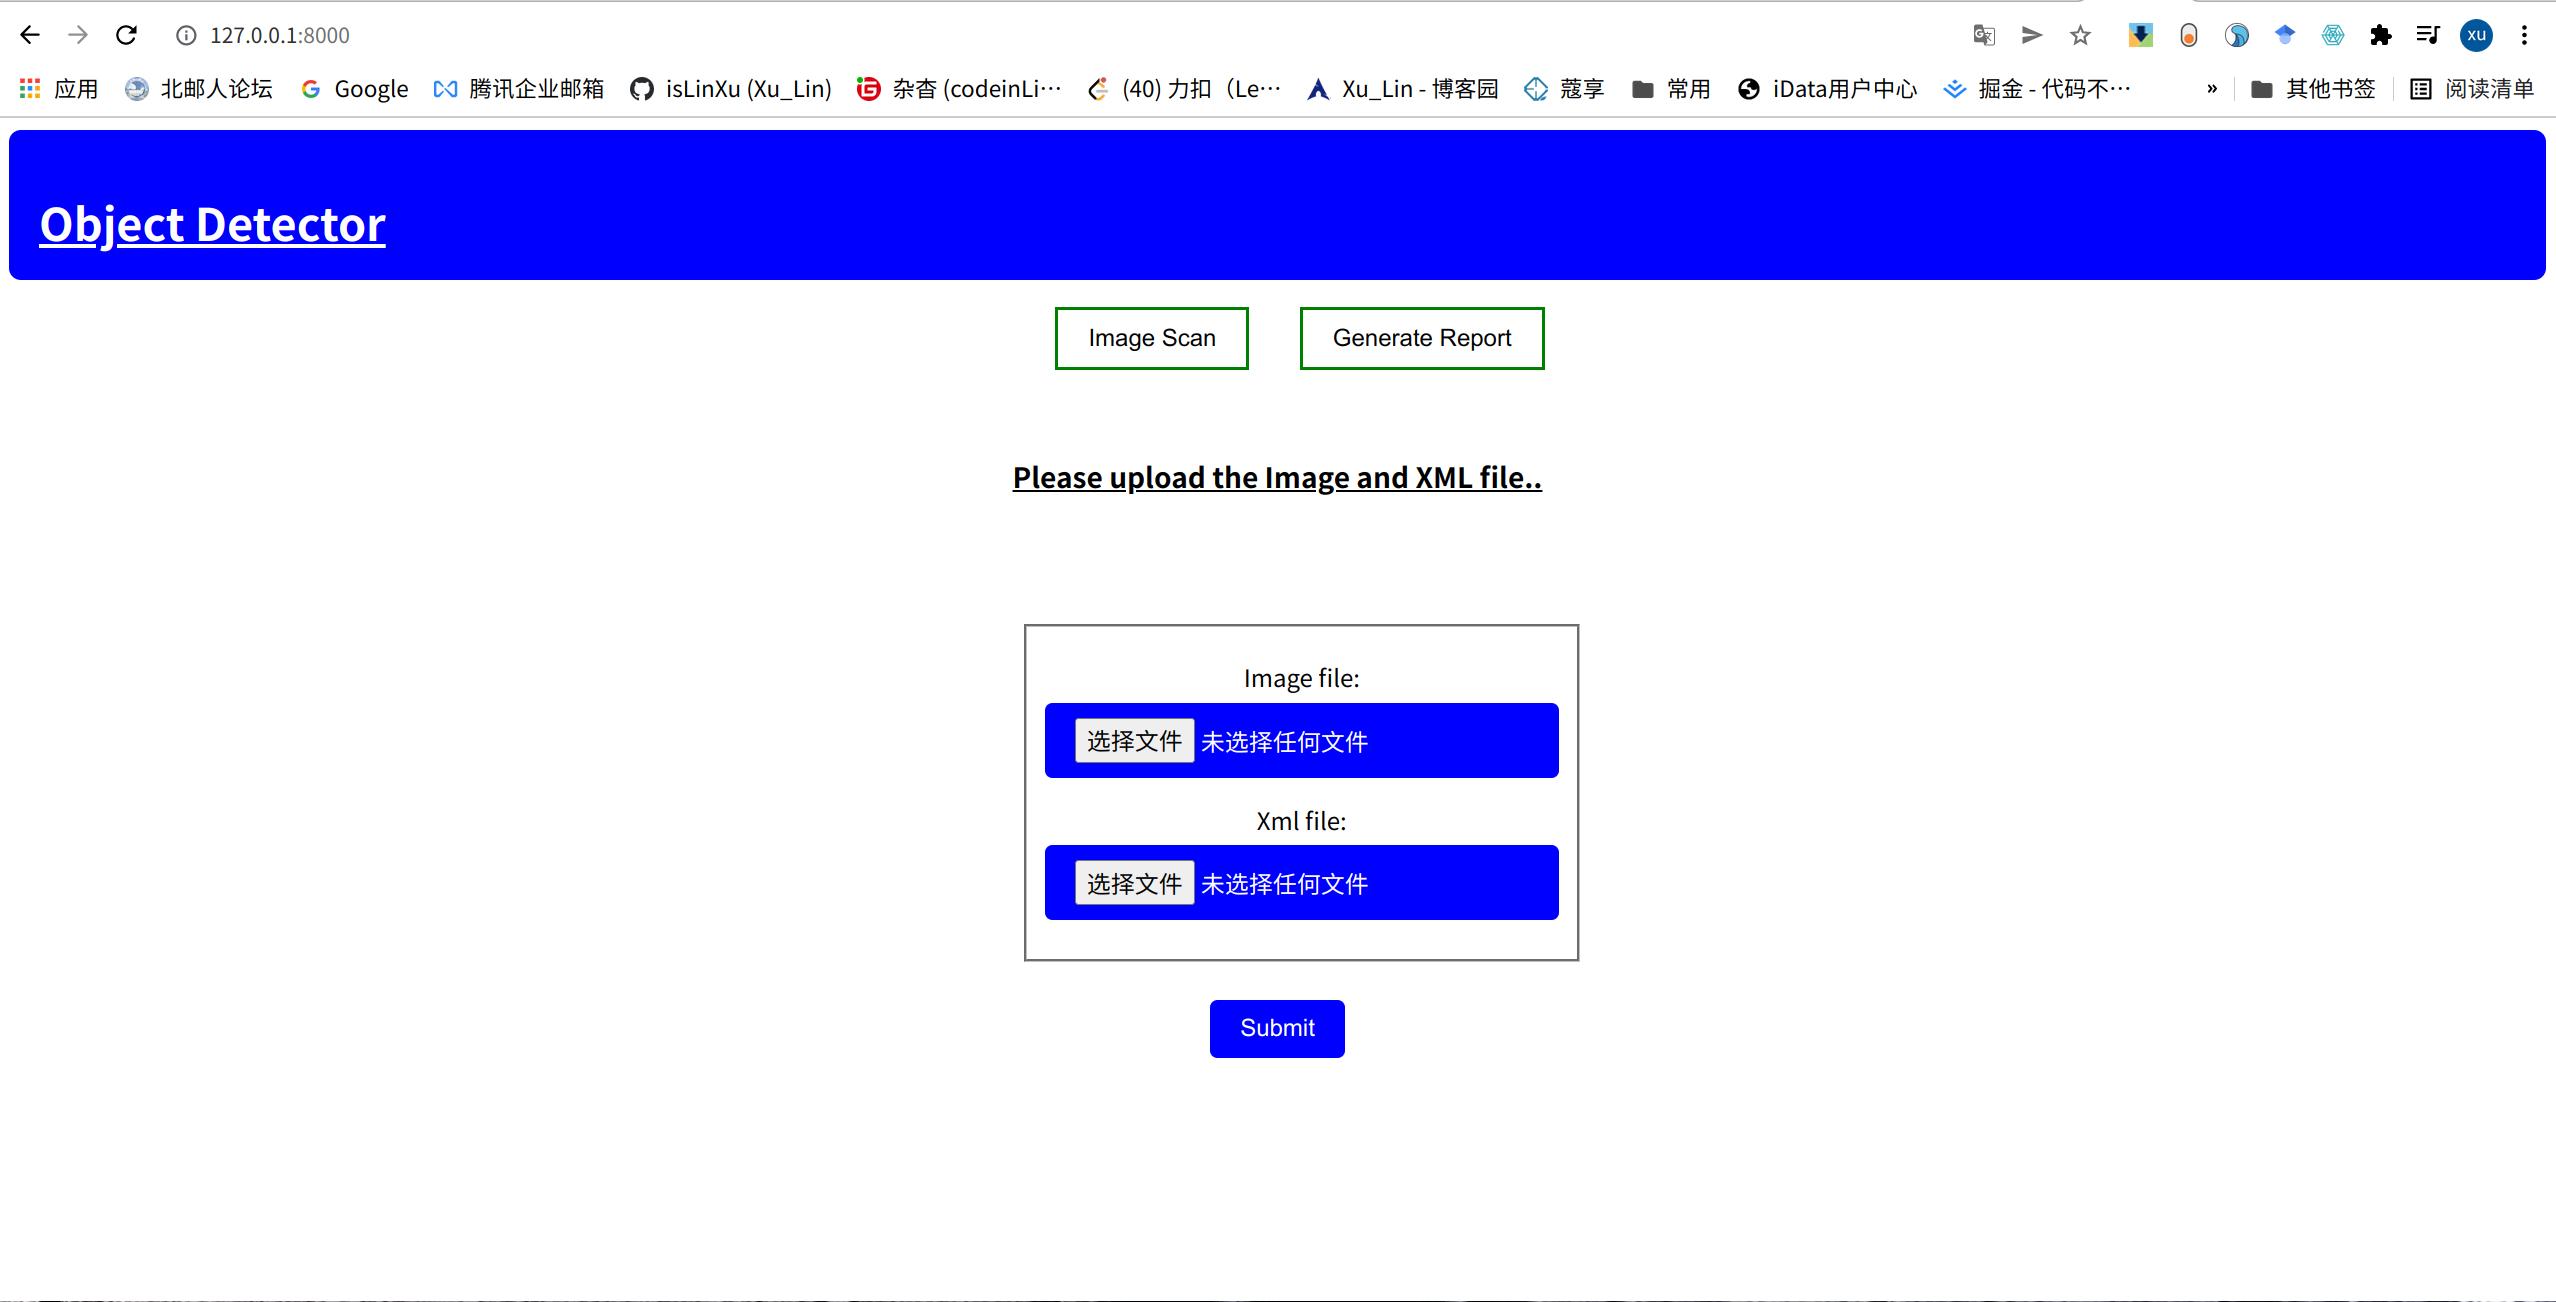 127.0.0.1:8000
应用 北邮人论坛 Google 腾讯企业邮箱 isLinXu (Xu_Lin) 杂杏 (codeinLi… (40) 力扣（Le… Xu_Lin - 博客园 蔻享 常用 iData用户中心 掘金 - 代码不… » 其他书签 阅读清单
xu
Object Detector
Image Scan Generate Report
Please upload the Image and XML file..
Image file:
选择文件 未选择任何文件
Xml file:
选择文件 未选择任何文件
Submit